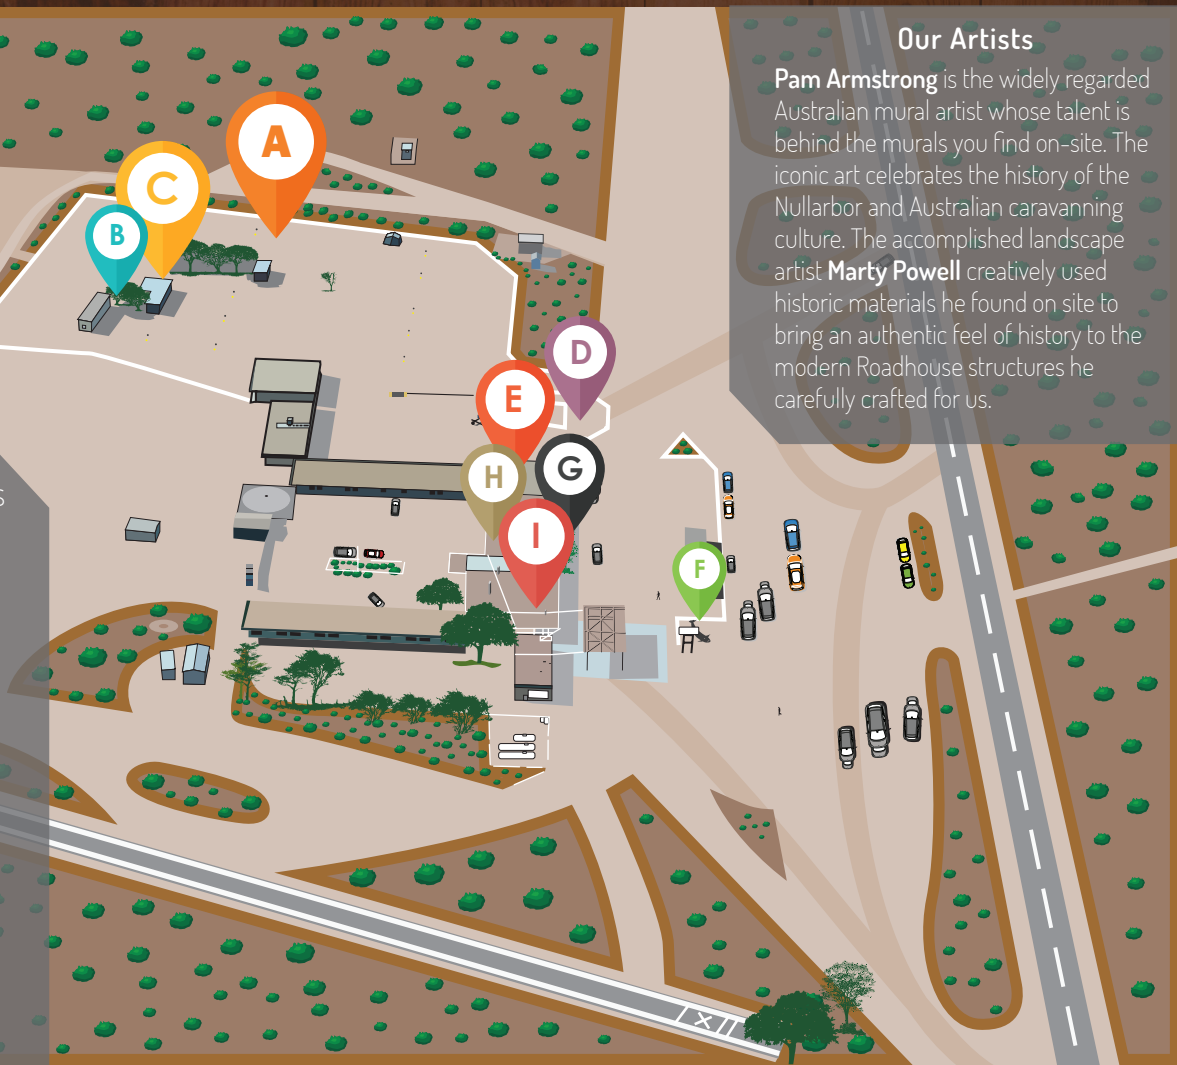 Our Artists
Pam Armstrong is the widely regarded
Australian mural artist whose talent is
behind the murals you find on-site. The
iconic art celebrates the history of the
Nullarbor and Australian caravanning
culture. The accomplished landscape
artist Marty Powell creatively used
historic materials he found on site to
bring an authentic feel of history to the
modern Roadhouse structures he
carefully crafted for us.
A
C
B
D
E
G
H
I
F
s